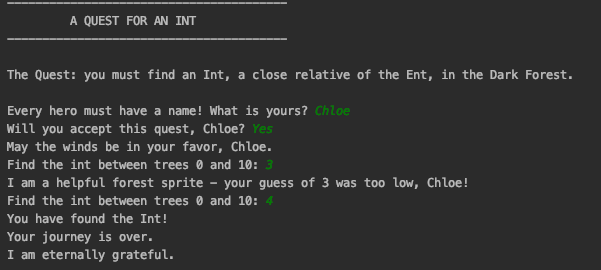 ----------------------------------------
A QUEST FOR AN INT
----------------------------------------
The Quest: you must find an Int, a close relative of the Ent, in the Dark Forest.
Every hero must have a name! What is yours? Chloe
Will you accept this quest, Chloe? Yes
May the winds be in your favor, Chloe.
Find the int between trees 0 and 10: 3
I am a helpful forest sprite - your guess of 3 was too low, Chloe!
Find the int between trees 0 and 10: 4
You have found the Int!
Your journey is over.
I am eternally grateful.